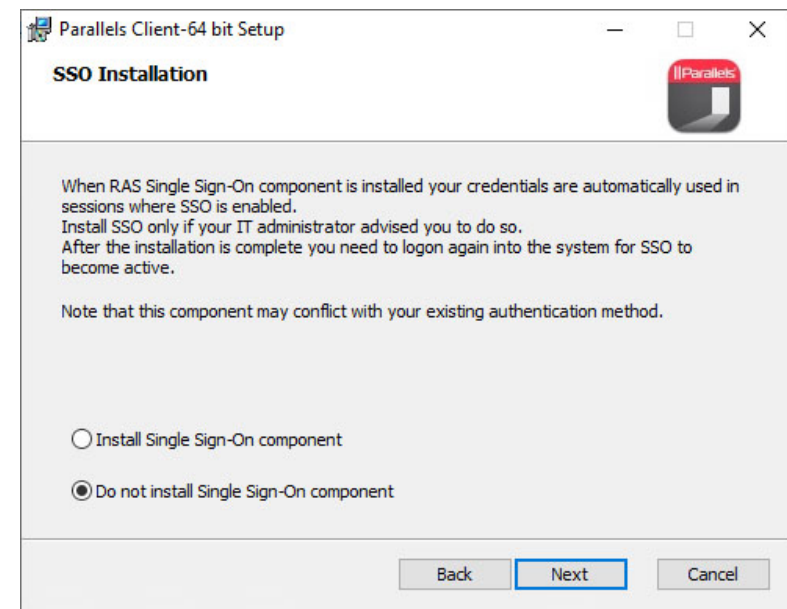 Parallels Client-64 bit Setup
SSO Installation
||Parallels
When RAS Single Sign-On component is installed your credentials are automatically used in
sessions where SSO is enabled.
Install SSO only if your IT administrator advised you to do so.
After the installation is complete you need to logon again into the system for SSO to
become active.
Note that this component may conflict with your existing authentication method.
Install Single Sign-On component
Do not install Single Sign-On component
Back Next Cancel